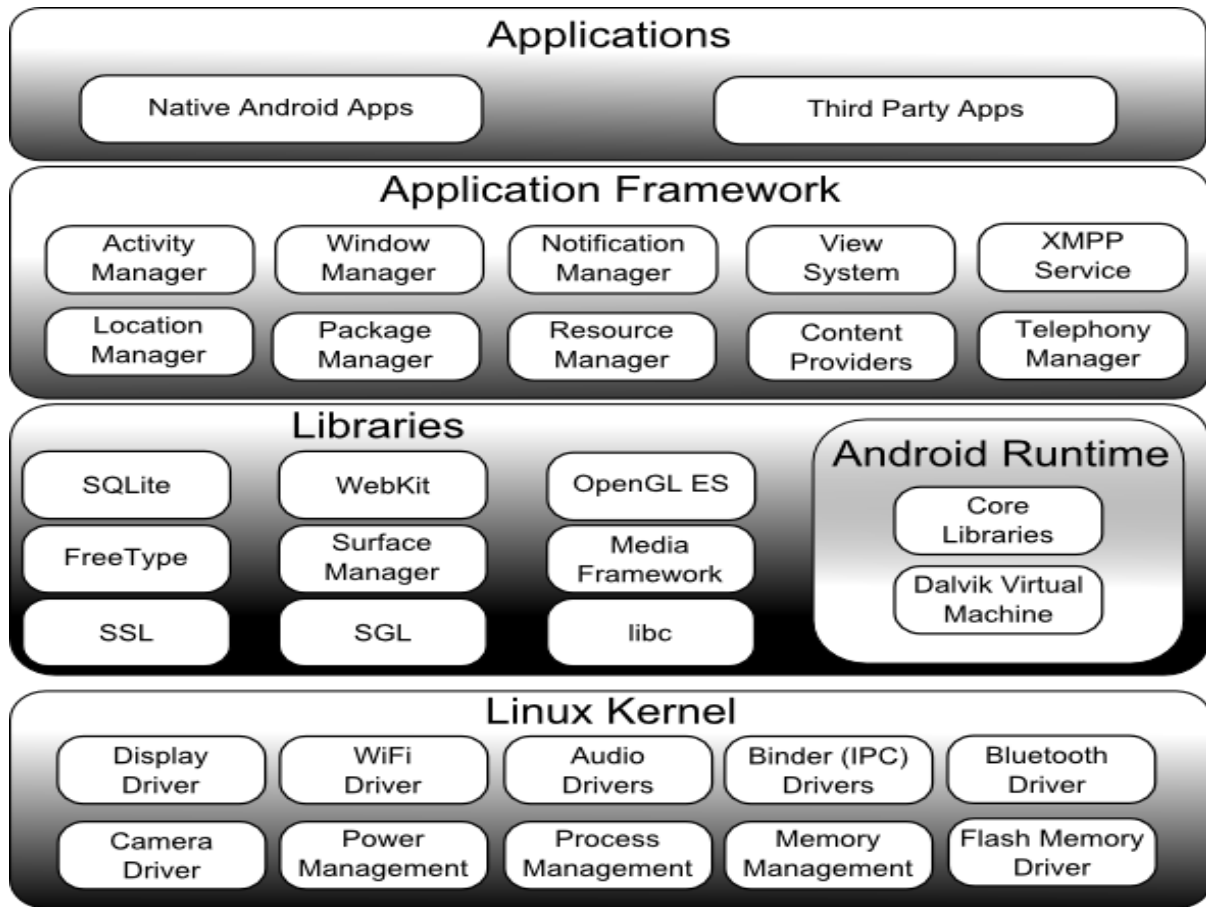 Applications
Native Android Apps
Third Party Apps
Application Framework
Activity
Manager
Window
Manager
Notification
Manager
View
System
XMPP
Service
Location
Manager
Package
Manager
Resource
Manager
Content
Providers
Telephony
Manager
Libraries
SQLite
WebKit
OpenGL ES
FreeType
Surface
Manager
Media
Framework
SSL
SGL
libc
Android Runtime
Core
Libraries
Dalvik Virtual
Machine
Linux Kernel
Display
Driver
WiFi
Driver
Audio
Drivers
Binder (IPC)
Drivers
Bluetooth
Driver
Camera
Driver
Power
Management
Process
Management
Memory
Management
Flash Memory
Driver